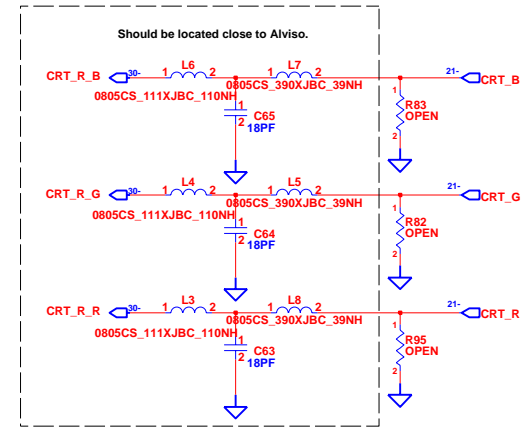 Should be located close to Alviso.
CRT_R_B 30- 1 L6 2 1 L7 2 21- CRT_B
0805CS_111XJBC_110NH 0805CS_390XJBC_39NH
1 C65 1 R83
2 18PF 2 OPEN
CRT_R_G 30- 1 L4 2 1 L5 2 21- CRT_G
0805CS_111XJBC_110NH 0805CS_390XJBC_39NH
1 C64 1 R82
2 18PF 2 OPEN
CRT_R_R 30- 1 L3 2 1 L8 2 21- CRT_R
0805CS_111XJBC_110NH 0805CS_390XJBC_39NH
1 C63 1 R95
2 18PF 2 OPEN